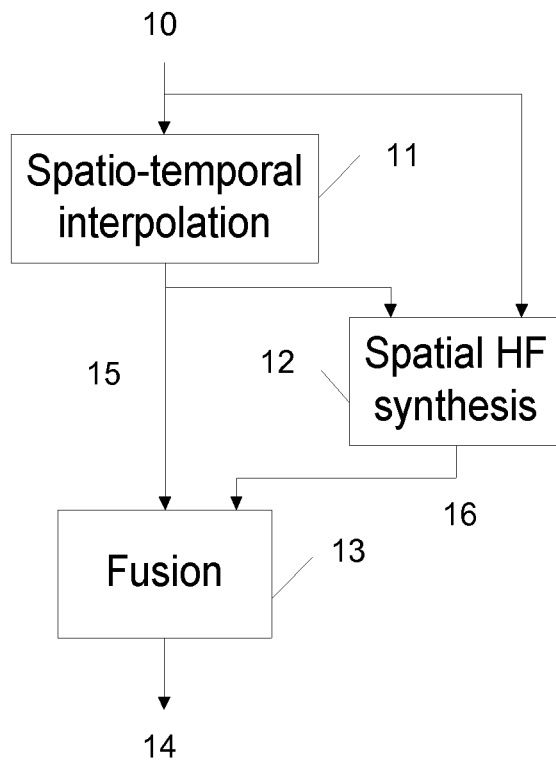 10
Spatio-temporal
interpolation
11
15
12
Spatial HF
synthesis
16
Fusion
13
14